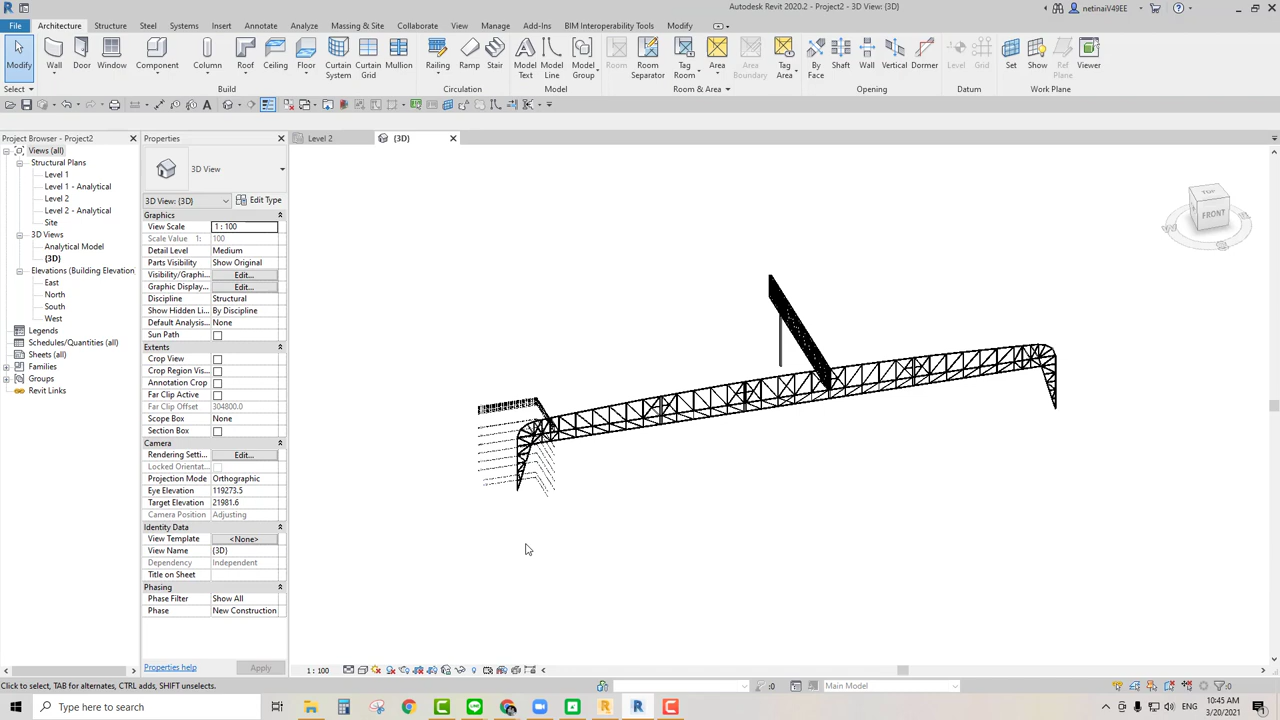 Autodesk Revit 2020.2 - Project2 - 3D View: {3D}
netinaiV49EE
File Architecture Structure Steel Systems Insert Annotate Analyze Massing & Site Collaborate View Manage Add-Ins BIM Interoperability Tools Modify
Modify Wall Door Window Component Column Roof Ceiling Floor Curtain System Curtain Grid Mullion Railing Ramp Stair Model Text Model Line Model Group Room Room Separator Tag Room Area Area Boundary Tag Area By Face Shaft Wall Vertical Dormer Level Grid Set Show Ref Plane Viewer
Select Build Circulation Model Room & Area Opening Datum Work Plane
Project Browser - Project2
Views (all)
Structural Plans
Level 1
Level 1 - Analytical
Level 2
Level 2 - Analytical
Site
3D Views
Analytical Model
{3D}
Elevations (Building Elevation
East
North
South
West
Legends
Schedules/Quantities (all)
Sheets (all)
Families
Groups
Revit Links
Properties
3D View
3D View: {3D} Edit Type
Graphics
View Scale 1 : 100
Scale Value 1: 100
Detail Level Medium
Parts Visibility Show Original
Visibility/Graphi... Edit...
Graphic Display... Edit...
Discipline Structural
Show Hidden Li... By Discipline
Default Analysis... None
Sun Path
Extents
Crop View
Crop Region Vis...
Annotation Crop
Far Clip Active
Far Clip Offset 304800.0
Scope Box None
Section Box
Camera
Rendering Setti... Edit...
Locked Orientat...
Projection Mode Orthographic
Eye Elevation 119273.5
Target Elevation 21981.6
Camera Position Adjusting
Identity Data
View Template <None>
View Name {3D}
Dependency Independent
Title on Sheet
Phasing
Phase Filter Show All
Phase New Construction
Properties help Apply
Level 2 {3D}
TOP
FRONT
1 : 100
Click to select, TAB for alternates, CTRL adds, SHIFT unselects.
:0 Main Model :0
Type here to search
ENG
10:45 AM
3/20/2021